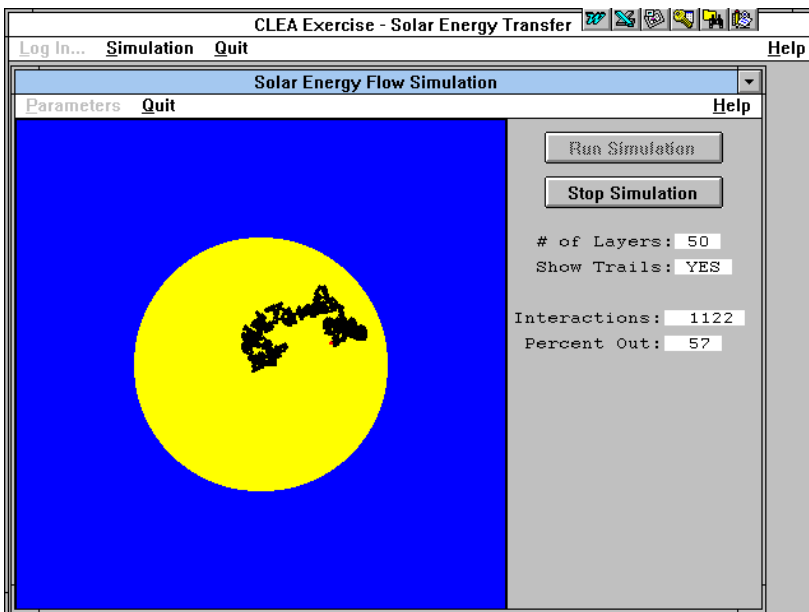 CLEA Exercise - Solar Energy Transfer
Log In... Simulation Quit Help
Solar Energy Flow Simulation
Parameters Quit Help
Run Simulation
Stop Simulation
# of Layers: 50
Show Trails: YES
Interactions: 1122
Percent Out: 57